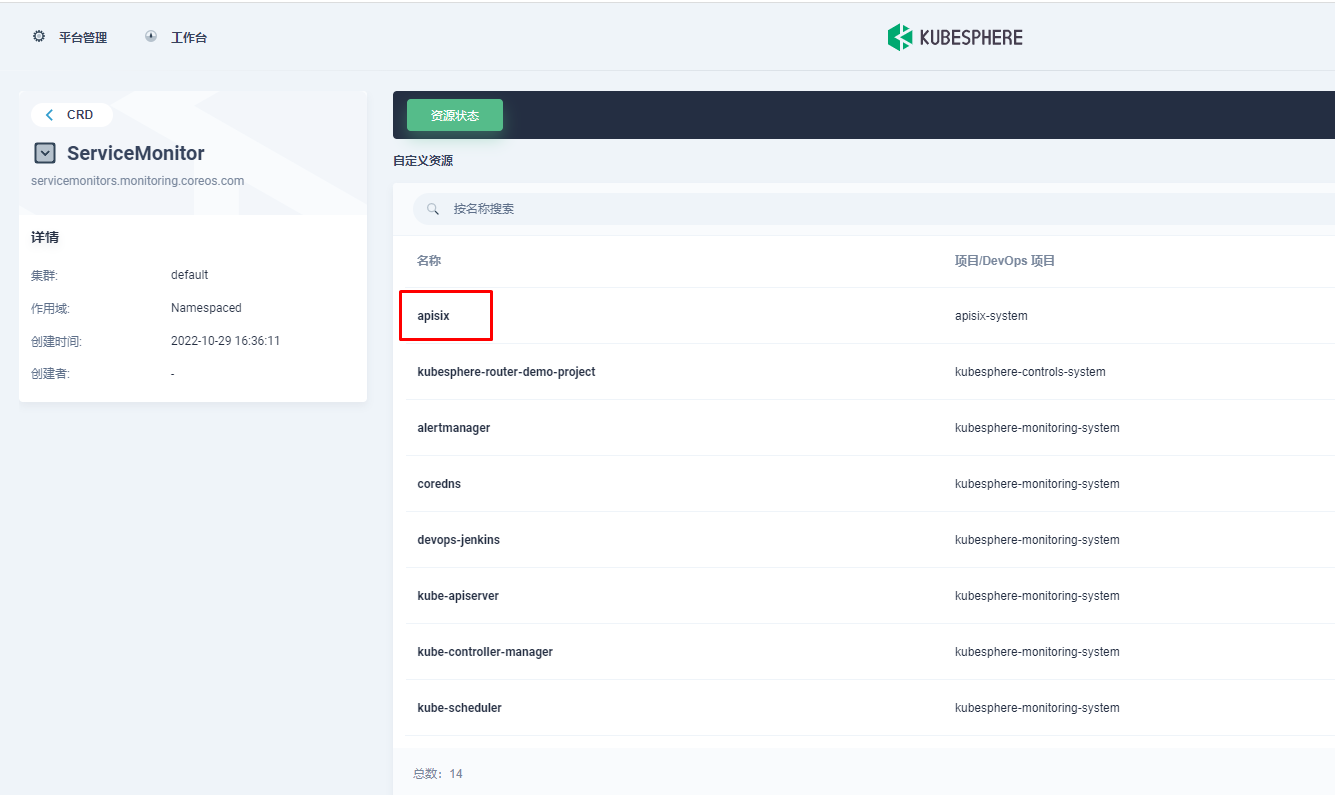 平台管理
工作台
KUBESPHERE
CRD
ServiceMonitor
servicemonitors.monitoring.coreos.com
详情
集群: default
作用域: Namespaced
创建时间: 2022-10-29 16:36:11
创建者: -
资源状态
自定义资源
按名称搜索
名称 项目/DevOps 项目
apisix apisix-system
kubesphere-router-demo-project kubesphere-controls-system
alertmanager kubesphere-monitoring-system
coredns kubesphere-monitoring-system
devops-jenkins kubesphere-monitoring-system
kube-apiserver kubesphere-monitoring-system
kube-controller-manager kubesphere-monitoring-system
kube-scheduler kubesphere-monitoring-system
总数: 14